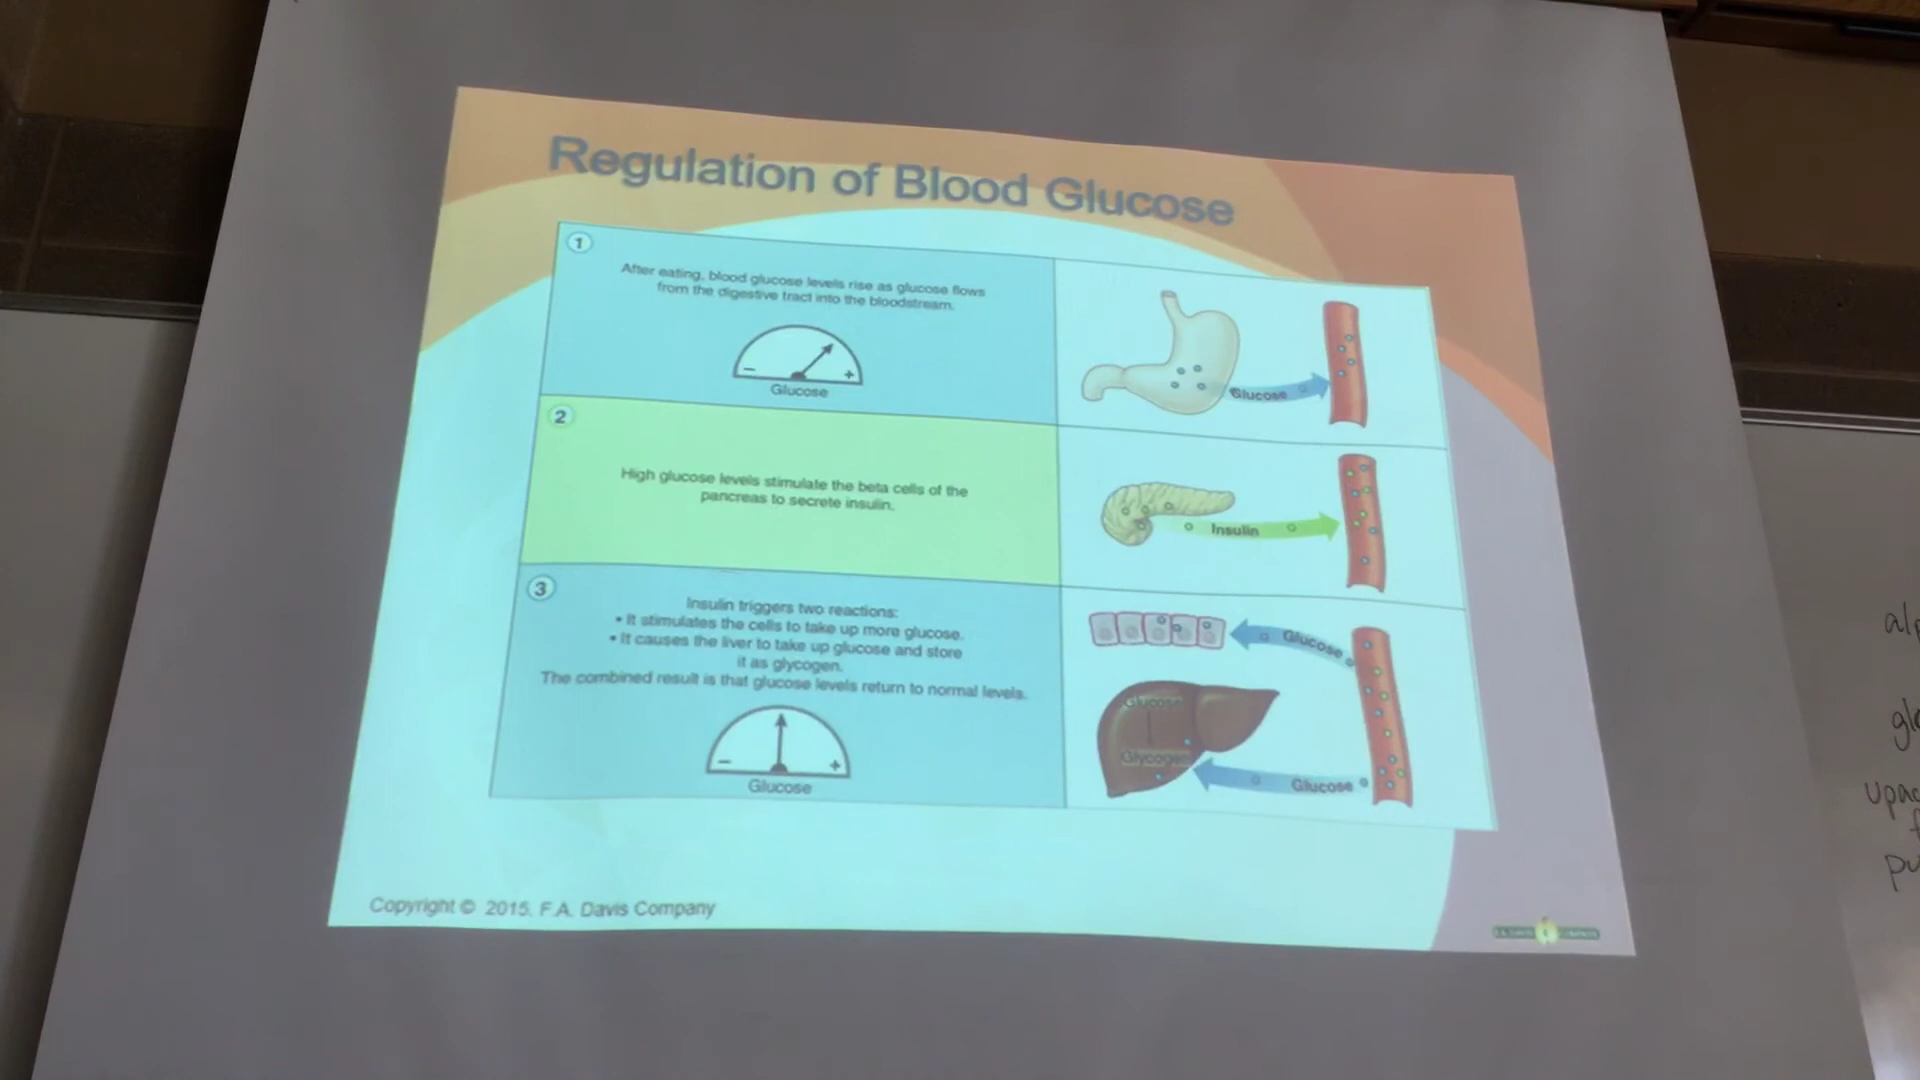 Regulation of Blood Glucose
1
After eating, blood glucose levels rise as glucose flows
from the digestive tract into the bloodstream.
− +
Glucose
Glucose
2
High glucose levels stimulate the beta cells of the
pancreas to secrete insulin.
Insulin
3
Insulin triggers two reactions:
• It stimulates the cells to take up more glucose.
• It causes the liver to take up glucose and store
it as glycogen.
The combined result is that glucose levels return to normal levels.
− +
Glucose
Glucose
Glucose
Glycogen
Glucose
Copyright © 2015. F.A. Davis Company